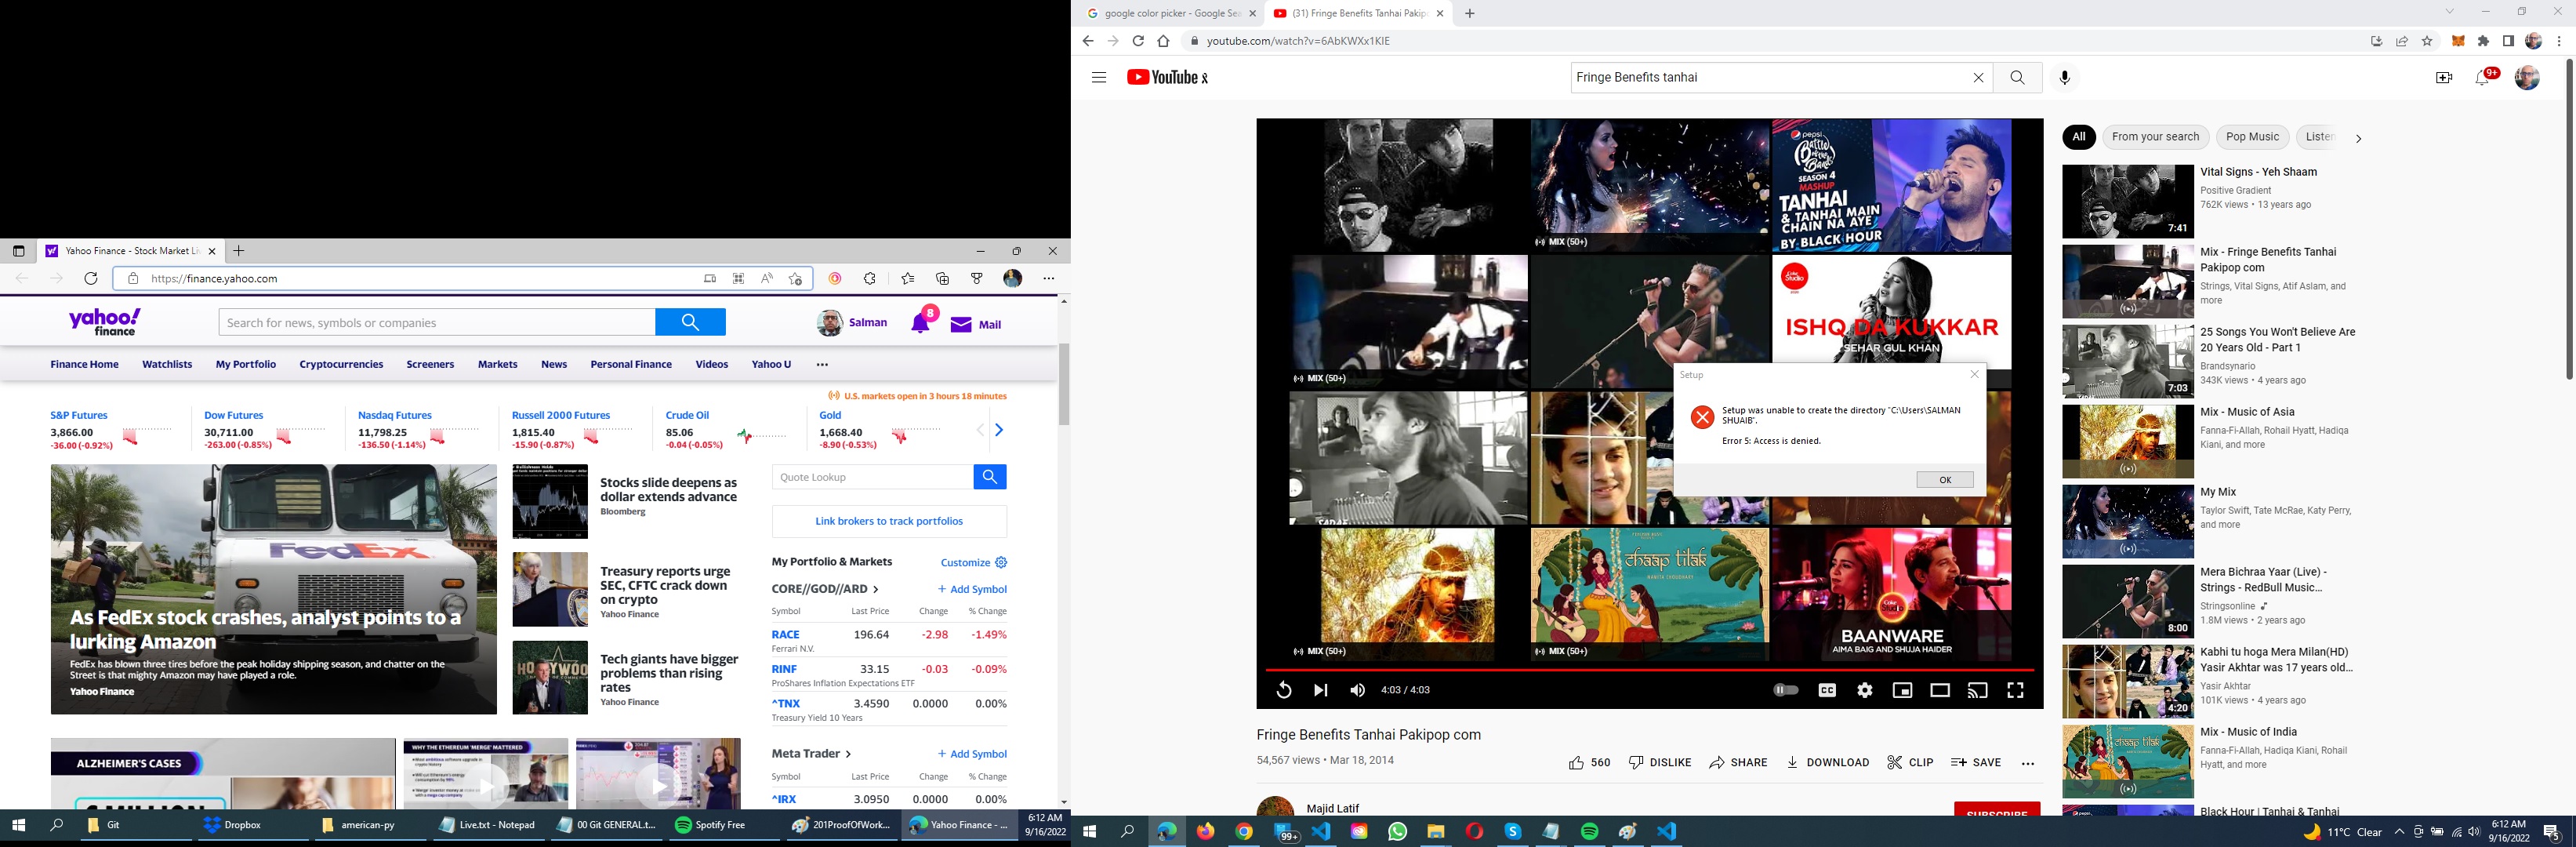 Yahoo Finance - Stock Market Li
https://finance.yahoo.com
yahoo!
finance
Search for news, symbols or companies
Salman
8
Mail
Finance Home
Watchlists
My Portfolio
Cryptocurrencies
Screeners
Markets
News
Personal Finance
Videos
Yahoo U
...
U.S. markets open in 3 hours 18 minutes
S&P Futures
3,866.00
-36.00 (-0.92%)
Dow Futures
30,711.00
-263.00 (-0.85%)
Nasdaq Futures
11,798.25
-136.50 (-1.14%)
Russell 2000 Futures
1,815.40
-15.90 (-0.87%)
Crude Oil
85.06
-0.04 (-0.05%)
Gold
1,668.40
-8.90 (-0.53%)
FedEx
As FedEx stock crashes, analyst points to a
lurking Amazon
FedEx has blown three tires before the peak holiday shipping season, and chatter on the
Street is that mighty Amazon may have played a role.
Yahoo Finance
Stocks slide deepens as
dollar extends advance
Bloomberg
Treasury reports urge
SEC, CFTC crack down
on crypto
Yahoo Finance
Tech giants have bigger
problems than rising
rates
Yahoo Finance
Quote Lookup
Link brokers to track portfolios
My Portfolio & Markets
Customize
CORE//GOD//ARD >
+ Add Symbol
Symbol Last Price Change % Change
RACE 196.64 -2.98 -1.49%
Ferrari N.V.
RINF 33.15 -0.03 -0.09%
ProShares Inflation Expectations ETF
^TNX 3.4590 0.0000 0.00%
Treasury Yield 10 Years
Meta Trader >
+ Add Symbol
Symbol Last Price Change % Change
^IRX 3.0950 0.0000 0.00%
ALZHEIMER'S CASES
WHY THE ETHEREUM 'MERGE' MATTERED
Git
Dropbox
american-py
Live.txt - Notepad
00 Git GENERAL.t...
Spotify Free
201ProofOfWork...
Yahoo Finance - ...
6:12 AM
9/16/2022
google color picker - Google Sea
(31) Fringe Benefits Tanhai Pakipo
youtube.com/watch?v=6AbKWXx1KIE
YouTube
Fringe Benefits tanhai
9+
MIX (50+)
pepsi
Battle of the Bands
SEASON 4
MASHUP
TANHAI
& TANHAI MAIN
CHAIN NA AYE
BY BLACK HOUR
MIX (50+)
Coke Studio
ISHQ DA KUKKAR
SEHAR GUL KHAN
Setup
Setup was unable to create the directory "C:\Users\SALMAN
SHUAIB".
Error 5: Access is denied.
OK
MIX (50+)
chaap tilak
MIX (50+)
Coke Studio
BAANWARE
AIMA BAIG AND SHUJA HAIDER
4:03 / 4:03
CC
Fringe Benefits Tanhai Pakipop com
54,567 views • Mar 18, 2014
560
DISLIKE
SHARE
DOWNLOAD
CLIP
SAVE
...
Majid Latif
SUBSCRIBE
All
From your search
Pop Music
Listen
Vital Signs - Yeh Shaam
Positive Gradient
762K views • 13 years ago
7:41
Mix - Fringe Benefits Tanhai
Pakipop com
Strings, Vital Signs, Atif Aslam, and
more
25 Songs You Won't Believe Are
20 Years Old - Part 1
Brandsynario
343K views • 4 years ago
7:03
Mix - Music of Asia
Fanna-Fi-Allah, Rohail Hyatt, Hadiqa
Kiani, and more
My Mix
Taylor Swift, Tate McRae, Katy Perry,
and more
vevo
Mera Bichraa Yaar (Live) -
Strings - RedBull Music...
Stringsonline
1.8M views • 2 years ago
8:00
Kabhi tu hoga Mera Milan(HD)
Yasir Akhtar was 17 years old...
Yasir Akhtar
101K views • 4 years ago
4:20
Mix - Music of India
Fanna-Fi-Allah, Hadiqa Kiani, Rohail
Hyatt, and more
chaap tilak
Black Hour | Tanhai & Tanhai
99+
11°C Clear
6:12 AM
9/16/2022
5